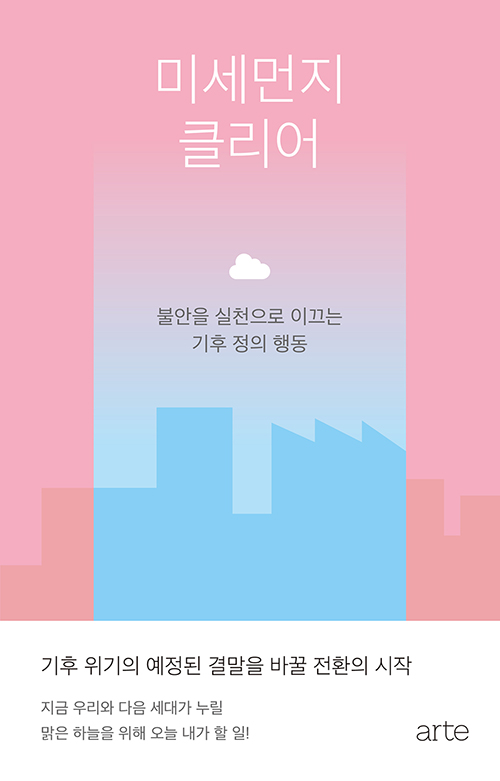 미세먼지
클리어
불안을 실천으로 이끄는
기후 정의 행동
기후 위기의 예정된 결말을 바꿀 전환의 시작
지금 우리와 다음 세대가 누릴
맑은 하늘을 위해 오늘 내가 할 일!
arte